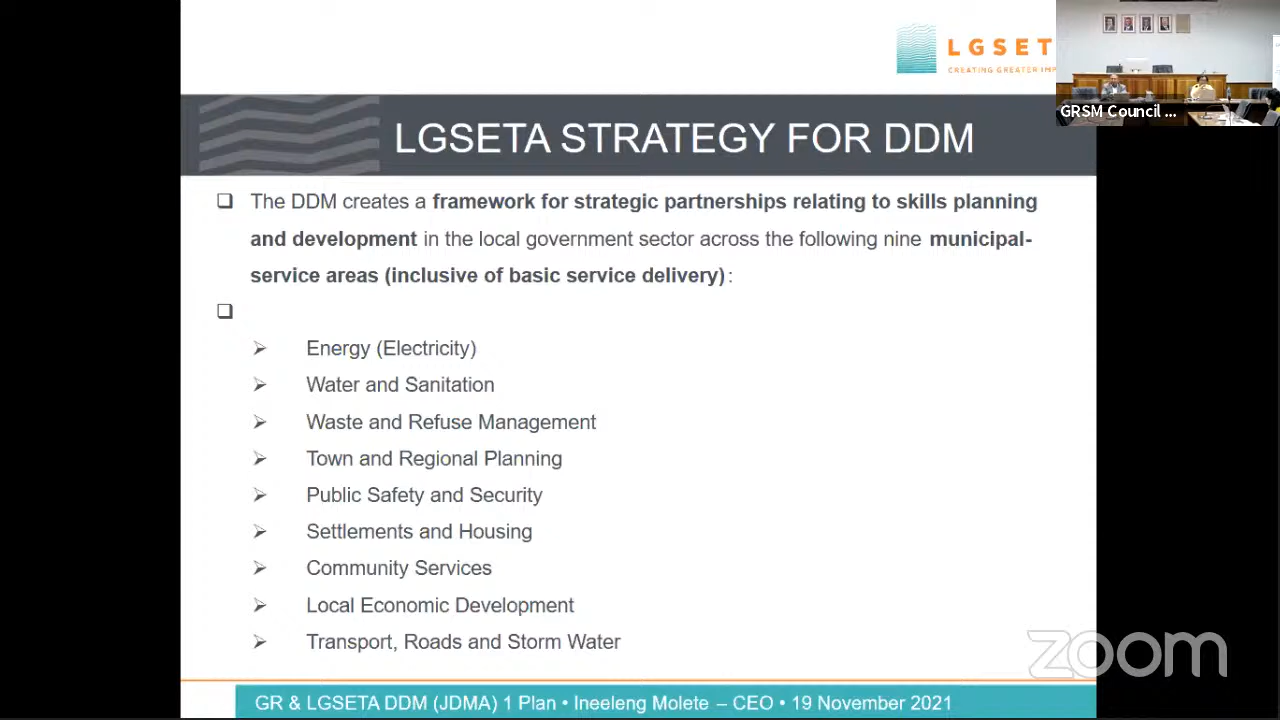 LGSET
CREATING GREATER IMP
GRSM Council ...
LGSETA STRATEGY FOR DDM
The DDM creates a framework for strategic partnerships relating to skills planning
and development in the local government sector across the following nine municipal-
service areas (inclusive of basic service delivery):
Energy (Electricity)
Water and Sanitation
Waste and Refuse Management
Town and Regional Planning
Public Safety and Security
Settlements and Housing
Community Services
Local Economic Development
Transport, Roads and Storm Water
zoom
GR & LGSETA DDM (JDMA) 1 Plan • Ineeleng Molete – CEO • 19 November 2021